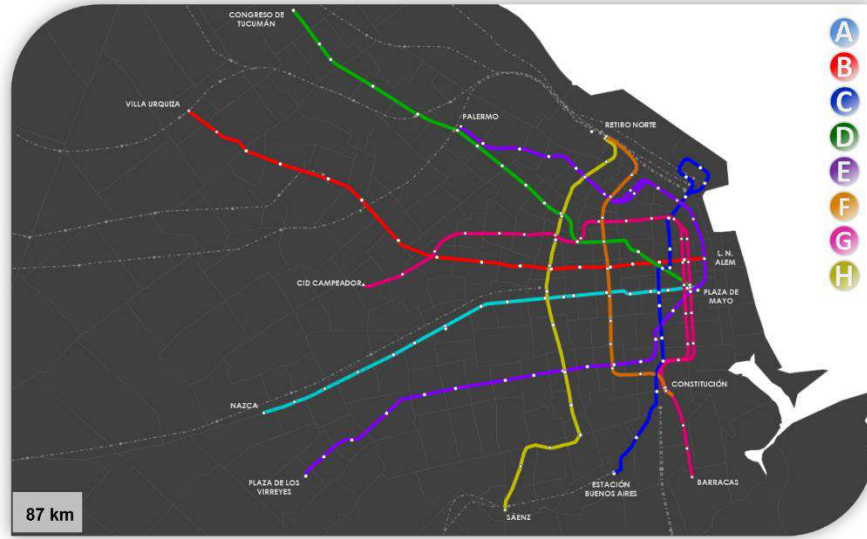 CONGRESO DE
TUCUMÁN
VILLA URQUIZA
PALERMO
RETIRO NORTE
L. N.
ALEM
CID CAMPEADOR
PLAZA DE
MAYO
CONSTITUCIÓN
NAZCA
PLAZA DE LOS
VIRREYES
SÁENZ
ESTACIÓN
BUENOS AIRES
BARRACAS
A
B
C
D
E
F
G
H
87 km